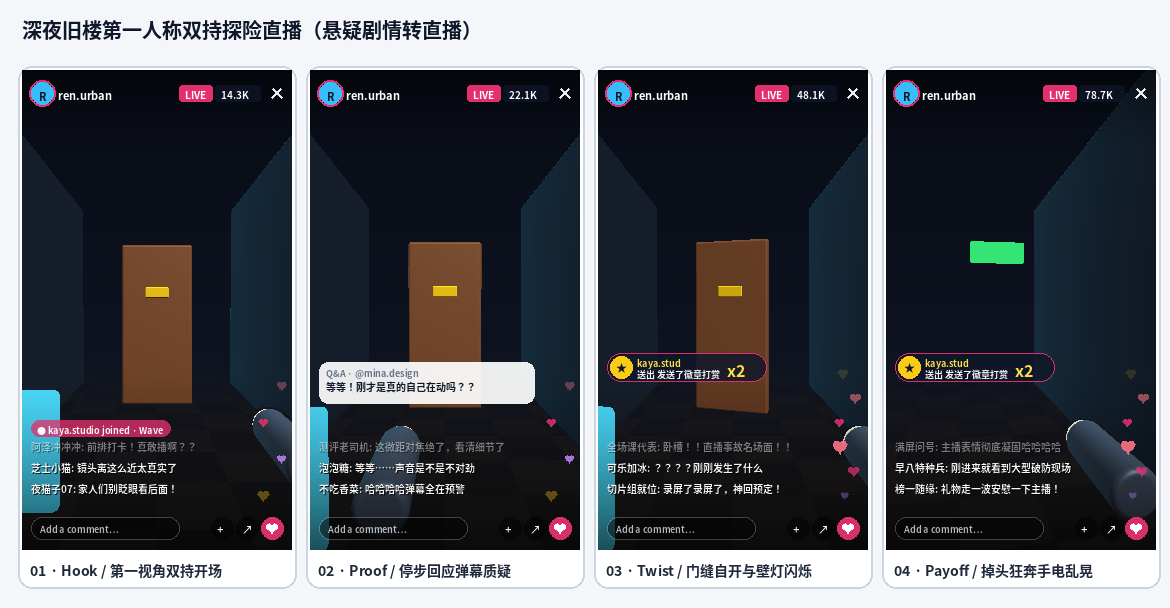 深夜旧楼第一人称双持探险直播（悬疑剧情转直播）
R ren.urban LIVE 14.3K ✕
kaya.studio joined · Wave
阿泽冲冲冲: 前排打卡！真敢播啊？？
芝士小猫: 镜头离这么近太真实了
夜猫子07: 家人们别眨眼看后面！
Add a comment...
01 · Hook / 第一视角双持开场
R ren.urban LIVE 22.1K ✕
Q&A · @mina.design
等等！刚才是真的自己在动吗？？
测评老司机: 这微距对焦绝了，看清细节了
泡泡糖: 等等……声音是不是不对劲
不吃香菜: 哈哈哈哈弹幕全在预警
Add a comment...
02 · Proof / 停步回应弹幕质疑
R ren.urban LIVE 48.1K ✕
kaya.stud
送出 发送了徽章打赏 x2
全场课代表: 卧槽！！直播事故名场面！！
可乐加冰: ？？？？刚刚发生了什么
切片组就位: 录屏了录屏了，神回预定！
Add a comment...
03 · Twist / 门缝自开与壁灯闪烁
R ren.urban LIVE 78.7K ✕
kaya.stud
送出 发送了徽章打赏 x2
满屏问号: 主播表情彻底凝固哈哈哈哈
早八特种兵: 刚进来就看到大型破防现场
榜一随缘: 礼物走一波安慰一下主播！
Add a comment...
04 · Payoff / 掉头狂奔手电乱晃